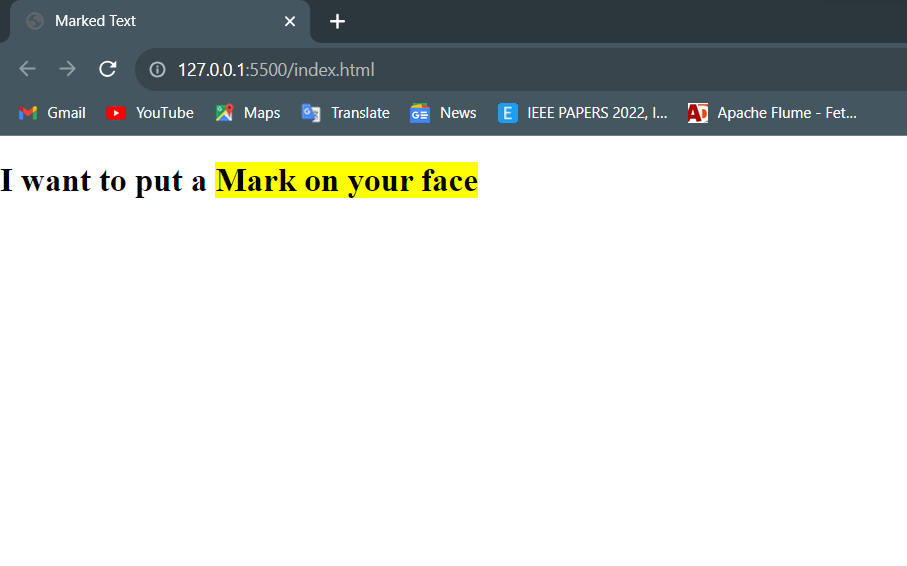 Marked Text
127.0.0.1:5500/index.html
Gmail YouTube Maps Translate News IEEE PAPERS 2022, I... Apache Flume - Fet...
I want to put a Mark on your face